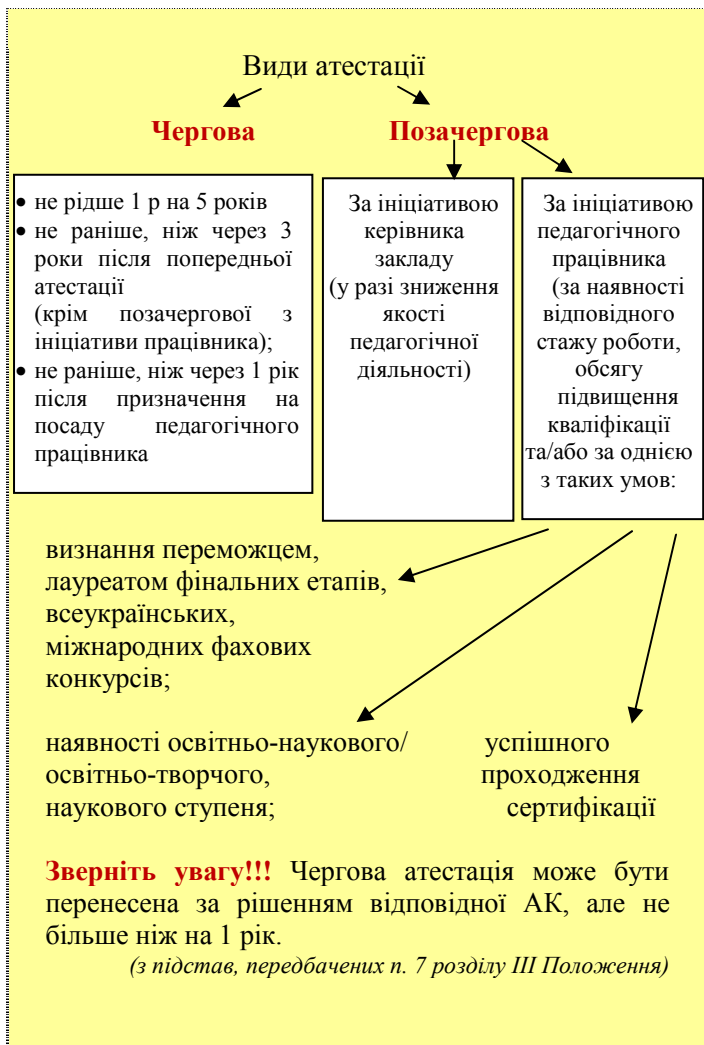 Види атестації
Чергова
Позачергова
• не рідше 1 р на 5 років
• не раніше, ніж через 3
роки після попередньої
атестації
(крім позачергової з
ініціативи працівника);
• не раніше, ніж через 1 рік
після призначення на
посаду педагогічного
працівника
За ініціативою
керівника
закладу
(у разі зниження
якості
педагогічної
діяльності)
За ініціативою
педагогічного
працівника
(за наявності
відповідного
стажу роботи,
обсягу
підвищення
кваліфікації
та/або за однією
з таких умов:
визнання переможцем,
лауреатом фінальних етапів,
всеукраїнських,
міжнародних фахових
конкурсів;
наявності освітньо-наукового/
освітньо-творчого,
наукового ступеня;
успішного
проходження
сертифікації
Зверніть увагу!!! Чергова атестація може бути
перенесена за рішенням відповідної АК, але не
більше ніж на 1 рік.
(з підстав, передбачених п. 7 розділу ІІІ Положення)